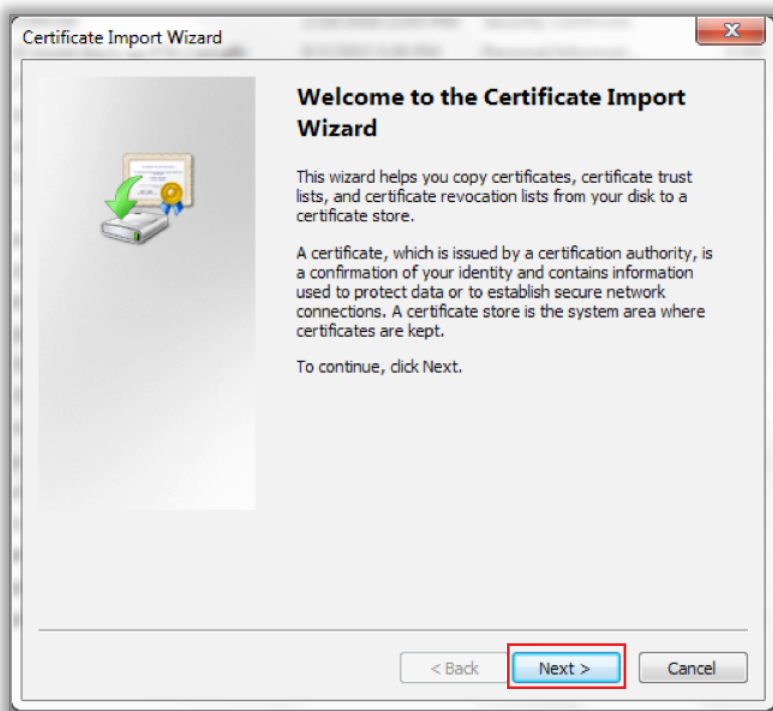 Certificate Import Wizard
Welcome to the Certificate Import
Wizard
This wizard helps you copy certificates, certificate trust
lists, and certificate revocation lists from your disk to a
certificate store.
A certificate, which is issued by a certification authority, is
a confirmation of your identity and contains information
used to protect data or to establish secure network
connections. A certificate store is the system area where
certificates are kept.
To continue, click Next.
< Back Next > Cancel